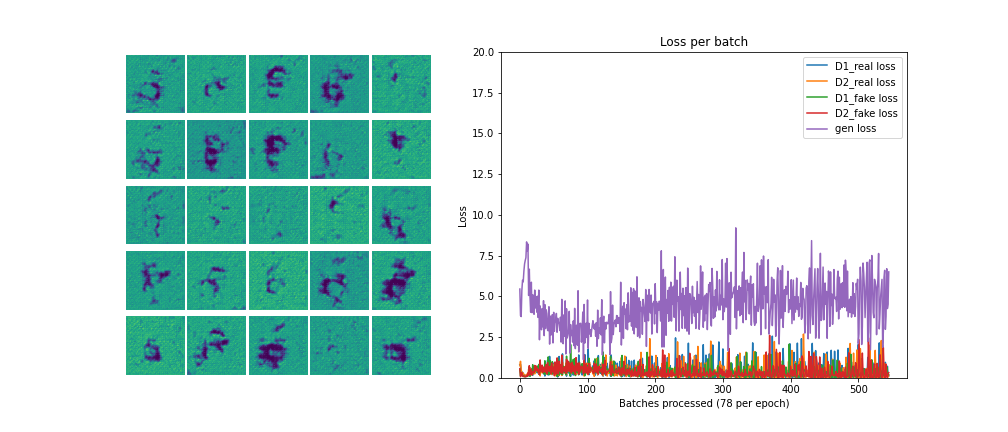 Loss per batch
20.0
17.5
15.0
12.5
10.0
7.5
5.0
2.5
0.0
Loss
D1_real loss
D2_real loss
D1_fake loss
D2_fake loss
gen loss
0 100 200 300 400 500
Batches processed (78 per epoch)